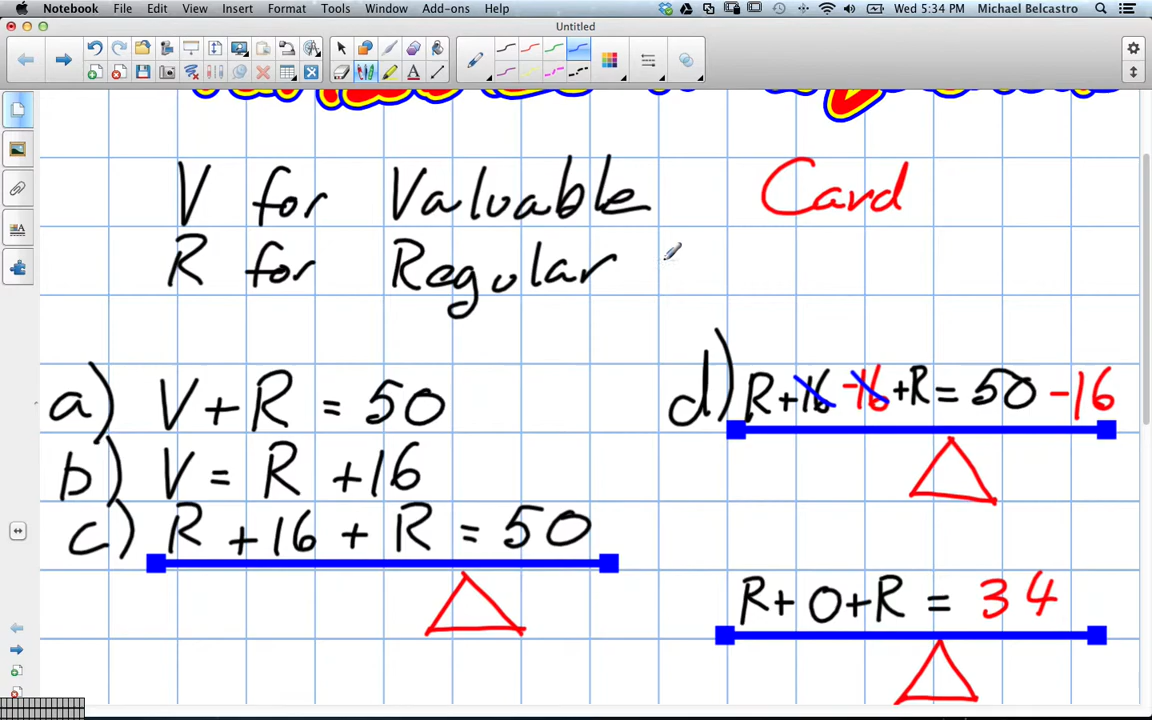 Notebook File Edit View Insert Format Tools Window Add-ons Help Wed 5:34 PM Michael Belcastro
Untitled
V for Valuable Card
R for Regular
a) V+R = 50
b) V = R +16
c) R +16 + R = 50
d) R+16 -16 +R = 50 -16
R+ 0+R = 34